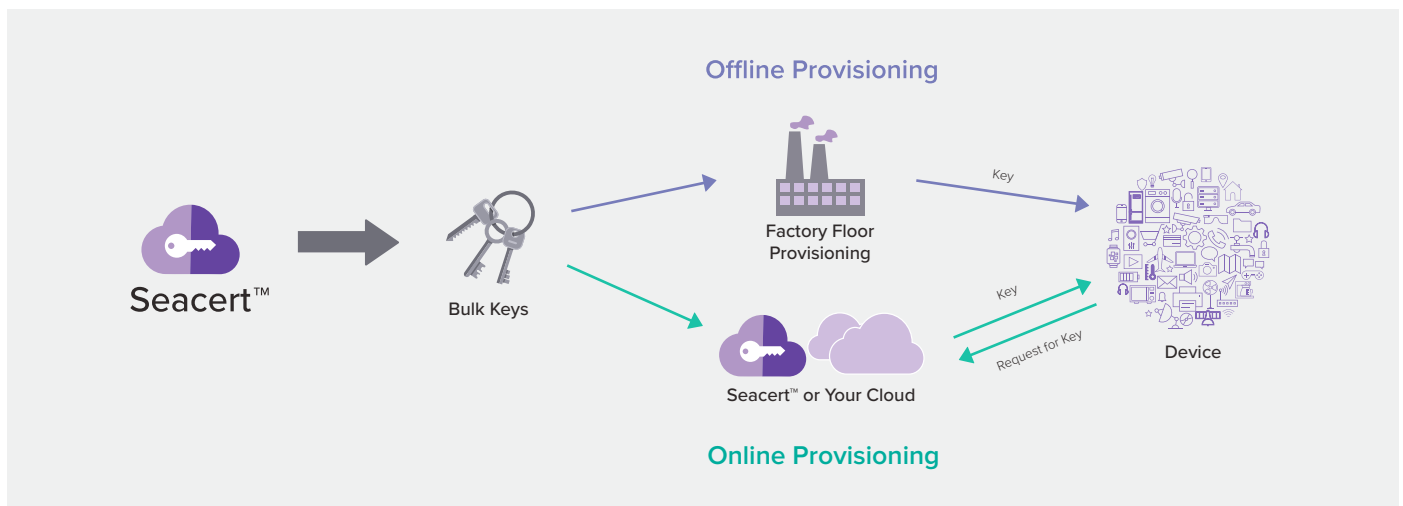 Offline Provisioning
Seacert™
Bulk Keys
Factory Floor
Provisioning
Key
Key
Request for Key
Device
Seacert™ or Your Cloud
Online Provisioning